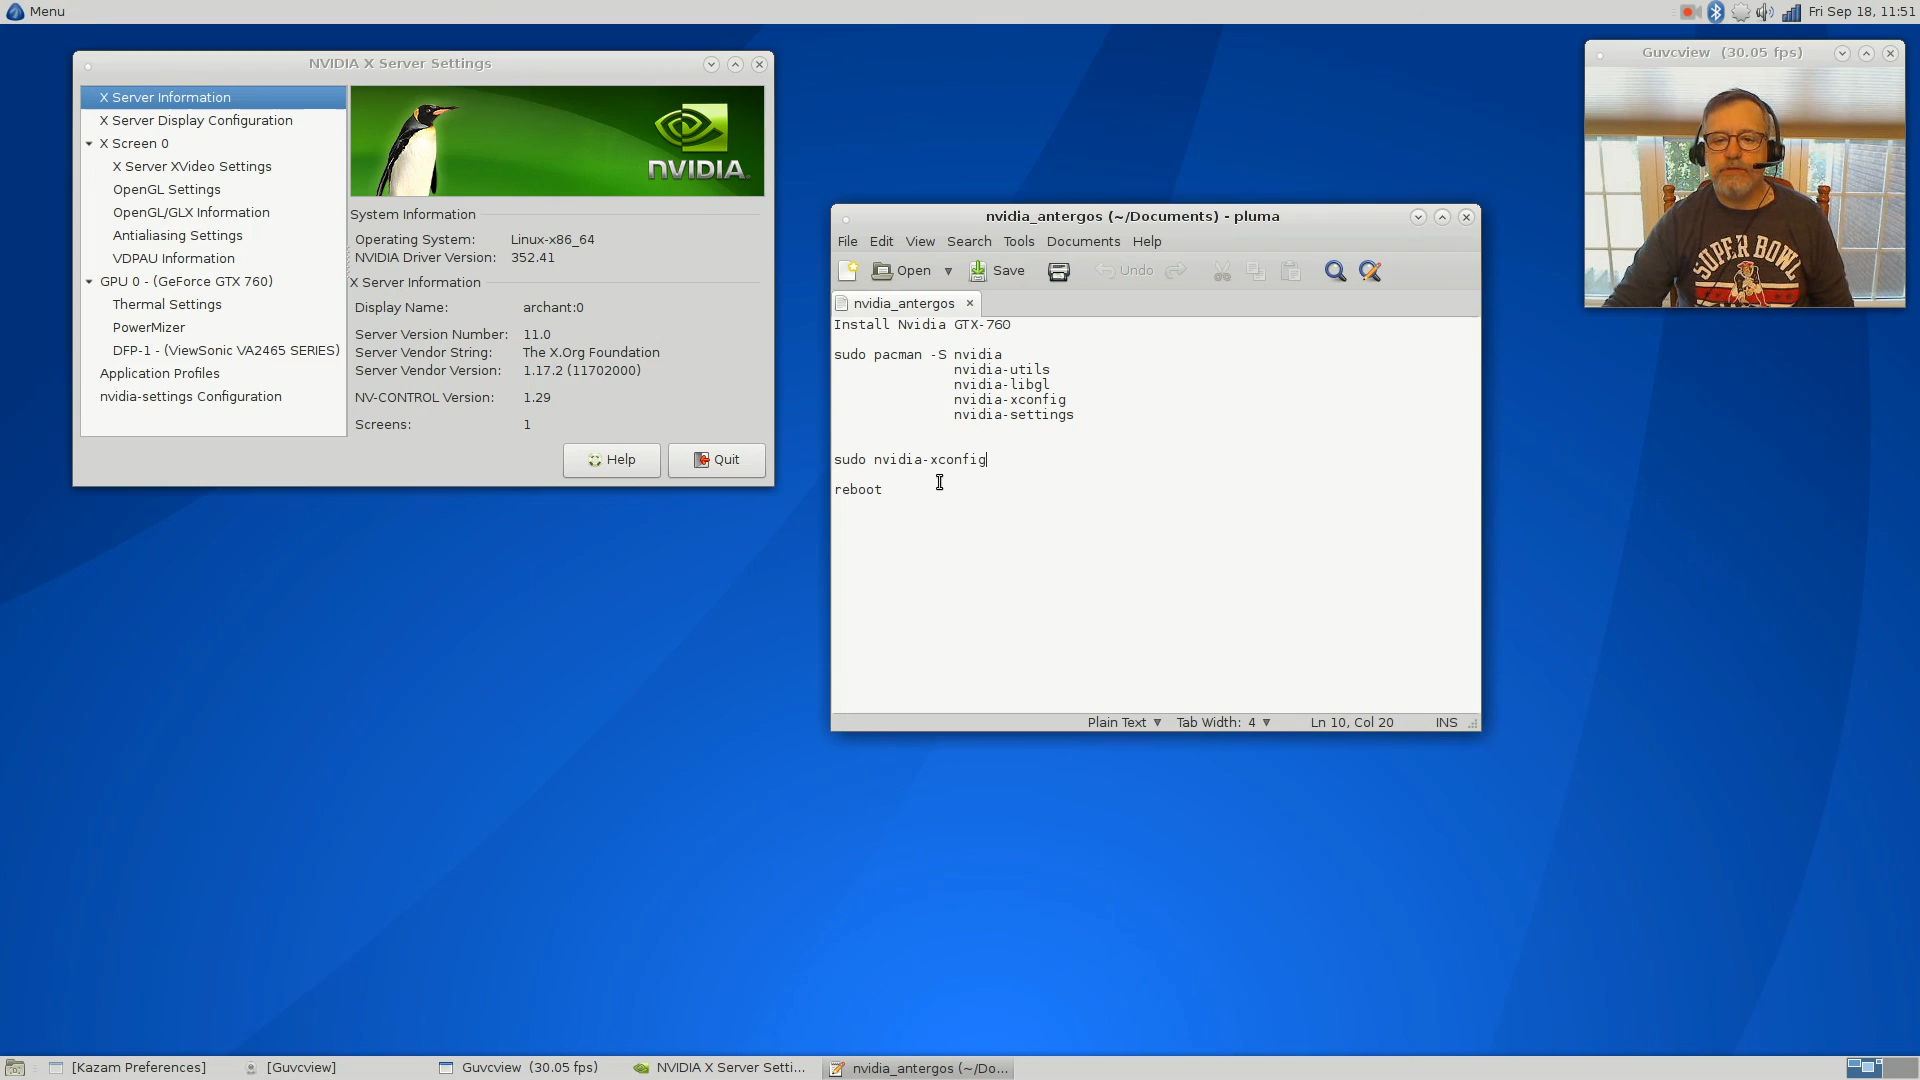 Menu
Fri Sep 18, 11:51
NVIDIA X Server Settings
X Server Information
X Server Display Configuration
X Screen 0
X Server XVideo Settings
OpenGL Settings
OpenGL/GLX Information
Antialiasing Settings
VDPAU Information
GPU 0 - (GeForce GTX 760)
Thermal Settings
PowerMizer
DFP-1 - (ViewSonic VA2465 SERIES)
Application Profiles
nvidia-settings Configuration
NVIDIA.
System Information
Operating System: Linux-x86_64
NVIDIA Driver Version: 352.41
X Server Information
Display Name: archant:0
Server Version Number: 11.0
Server Vendor String: The X.Org Foundation
Server Vendor Version: 1.17.2 (11702000)
NV-CONTROL Version: 1.29
Screens: 1
Help
Quit
nvidia_antergos (~/Documents) - pluma
File Edit View Search Tools Documents Help
Open Save Undo
nvidia_antergos
Install Nvidia GTX-760
sudo pacman -S nvidia
nvidia-utils
nvidia-libgl
nvidia-xconfig
nvidia-settings
sudo nvidia-xconfig
reboot
Plain Text Tab Width: 4 Ln 10, Col 20 INS
Guvcview (30.05 fps)
SUPER BOWL
[Kazam Preferences]
[Guvcview]
Guvcview (30.05 fps)
NVIDIA X Server Setti...
nvidia_antergos (~/Do...